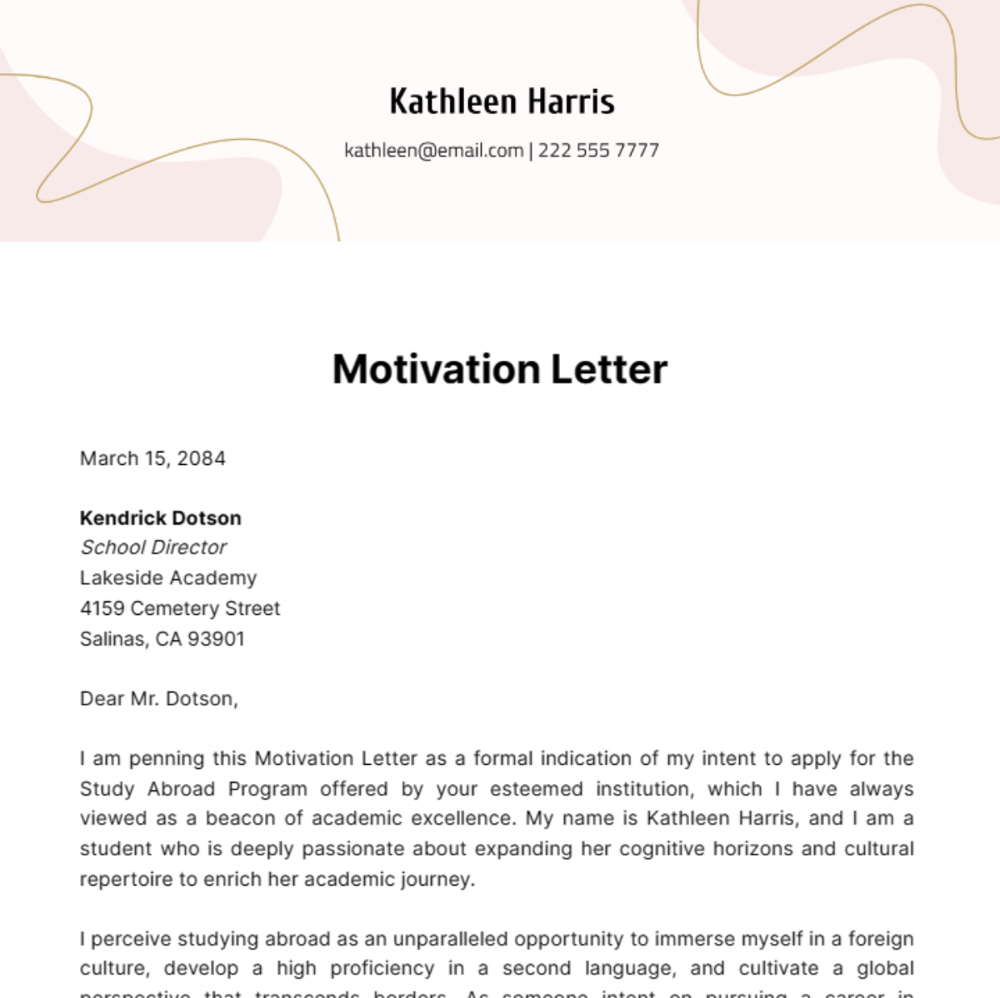 Kathleen Harris
kathleen@email.com | 222 555 7777
Motivation Letter
March 15, 2084
Kendrick Dotson
School Director
Lakeside Academy
4159 Cemetery Street
Salinas, CA 93901
Dear Mr. Dotson,
I am penning this Motivation Letter as a formal indication of my intent to apply for the
Study Abroad Program offered by your esteemed institution, which I have always
viewed as a beacon of academic excellence. My name is Kathleen Harris, and I am a
student who is deeply passionate about expanding her cognitive horizons and cultural
repertoire to enrich her academic journey.
I perceive studying abroad as an unparalleled opportunity to immerse myself in a foreign
culture, develop a high proficiency in a second language, and cultivate a global
perspective that transcends borders. As someone intent on pursuing a career in